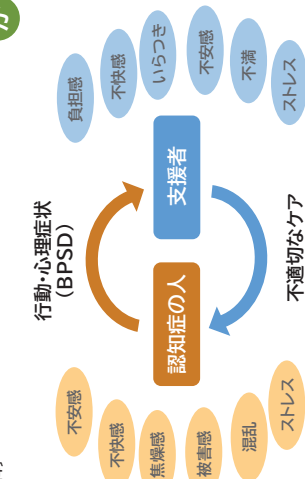 行動・心理症状
(BPSD)
負担感
不快感
いらつき
不安感
不満
ストレス
支援者
認知症の人
不安感
不快感
焦燥感
被害感
混乱
ストレス
不適切なケア